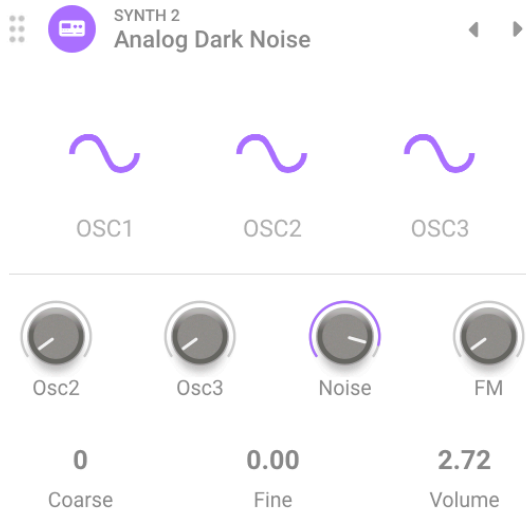 SYNTH 2
Analog Dark Noise
OSC1 OSC2 OSC3
Osc2 Osc3 Noise FM
0 0.00 2.72
Coarse Fine Volume